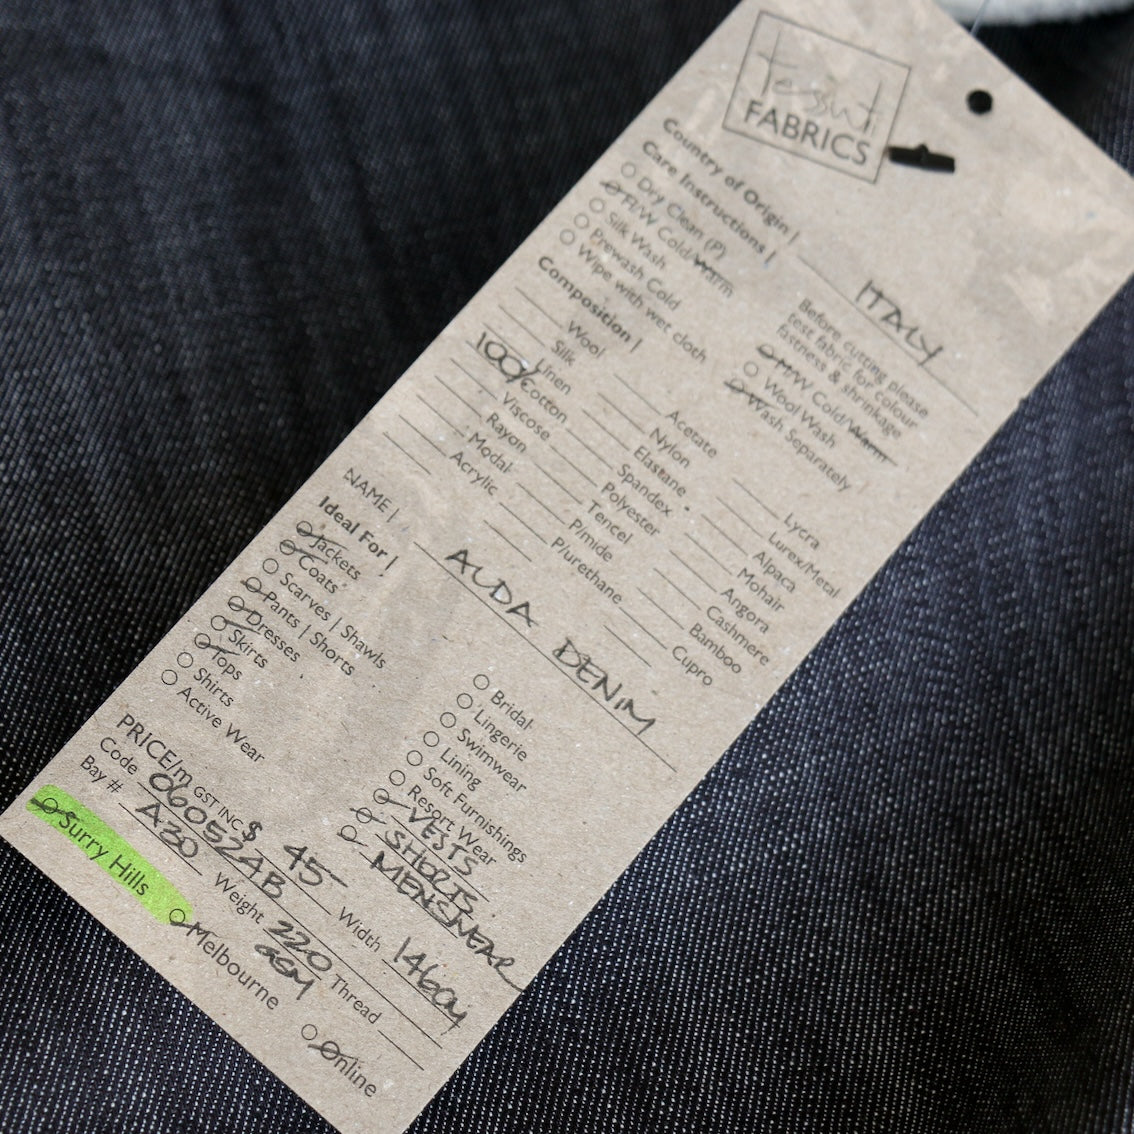 tessuti
FABRICS
Country of Origin | ITALY
Care Instructions |
Dry Clean (P)
H/W Cold/Warm
Silk Wash
Prewash Cold
Wipe with wet cloth
Before cutting please
test fabric for colour
fastness & shrinkage
M/W Cold/Warm
Wool Wash
Wash Separately
Composition |
Wool
Silk
Linen
100% Cotton
Viscose
Rayon
Modal
Acrylic
Acetate
Nylon
Elastane
Spandex
Polyester
Tencel
P/mide
P/urethane
Lycra
Lurex/Metal
Alpaca
Mohair
Angora
Cashmere
Bamboo
Cupro
NAME | AUDA DENIM
Ideal For |
Jackets
Coats
Scarves | Shawls
Pants | Shorts
Dresses
Skirts
Tops
Shirts
Active Wear
Bridal
Lingerie
Swimwear
Lining
Soft Furnishings
Resort Wear
VESTS
SHORTS
MENSWEAR
PRICE/m GST INC $ 45-
Code 060524B Width 146cm
Bay # A30 Weight 220 GSM Thread
Surry Hills Melbourne Online